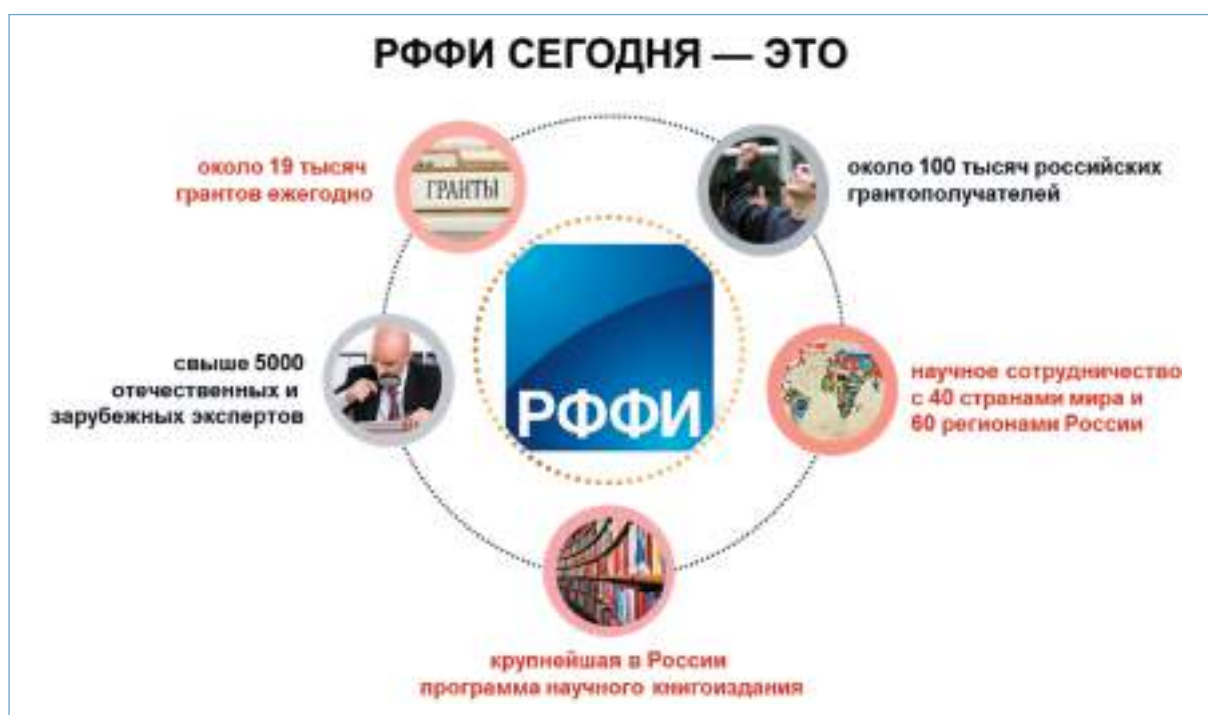 РФФИ СЕГОДНЯ — ЭТО
около 19 тысяч
грантов ежегодно
ГРАНТЫ
около 100 тысяч российских
грантополучателей
свыше 5000
отечественных и
зарубежных экспертов
РФФИ
научное сотрудничество
с 40 странами мира и
60 регионами России
крупнейшая в России
программа научного книгоиздания